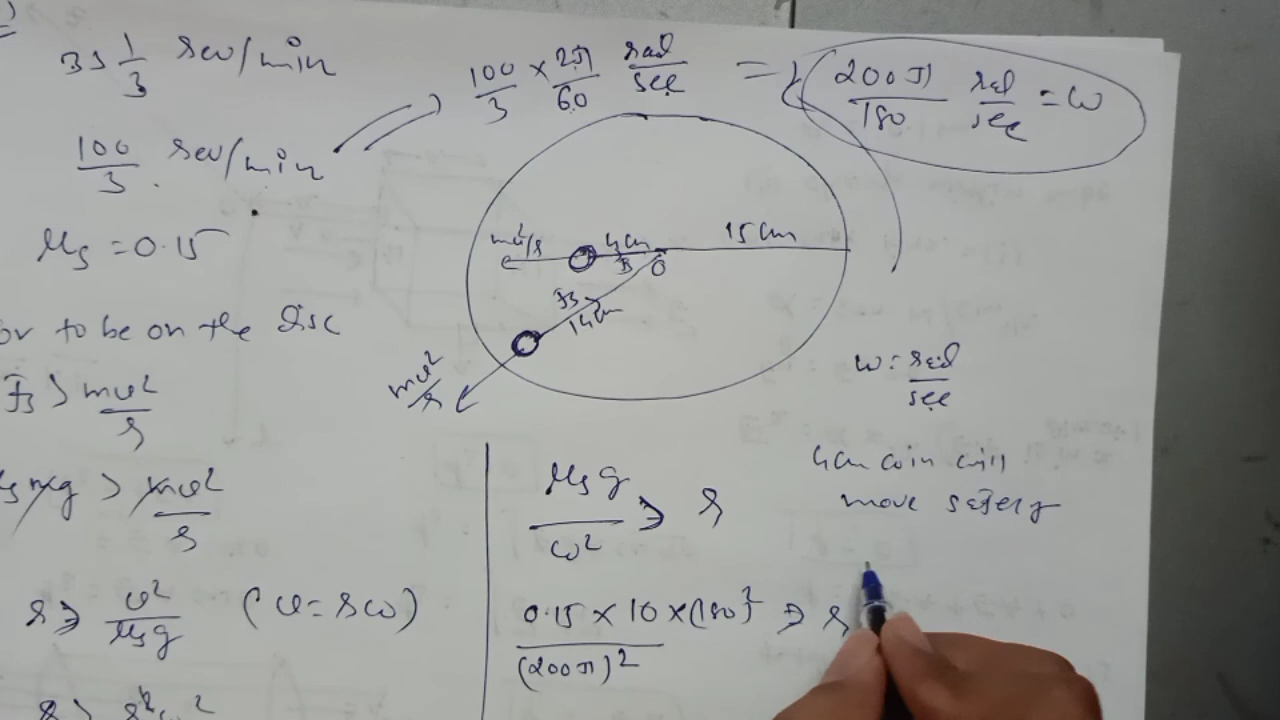 33 1/3 rev/min
100/3 rev/min
100/3 × 2π/60 rad/sec = 200π/180 rad/sec = ω
μs = 0.15
mv²/r 4cm 15cm
B O
fs 14cm
mv²/r
or to be on the disc
fs > mv²/r
μs mg > mv²/r
r ≥ v²/μsg (v = rω)
ω : rad/sec
μsg/ω² ≥ r
0.15 × 10 × (180)²/(200π)² ≥ r
4cm coin will
move safely